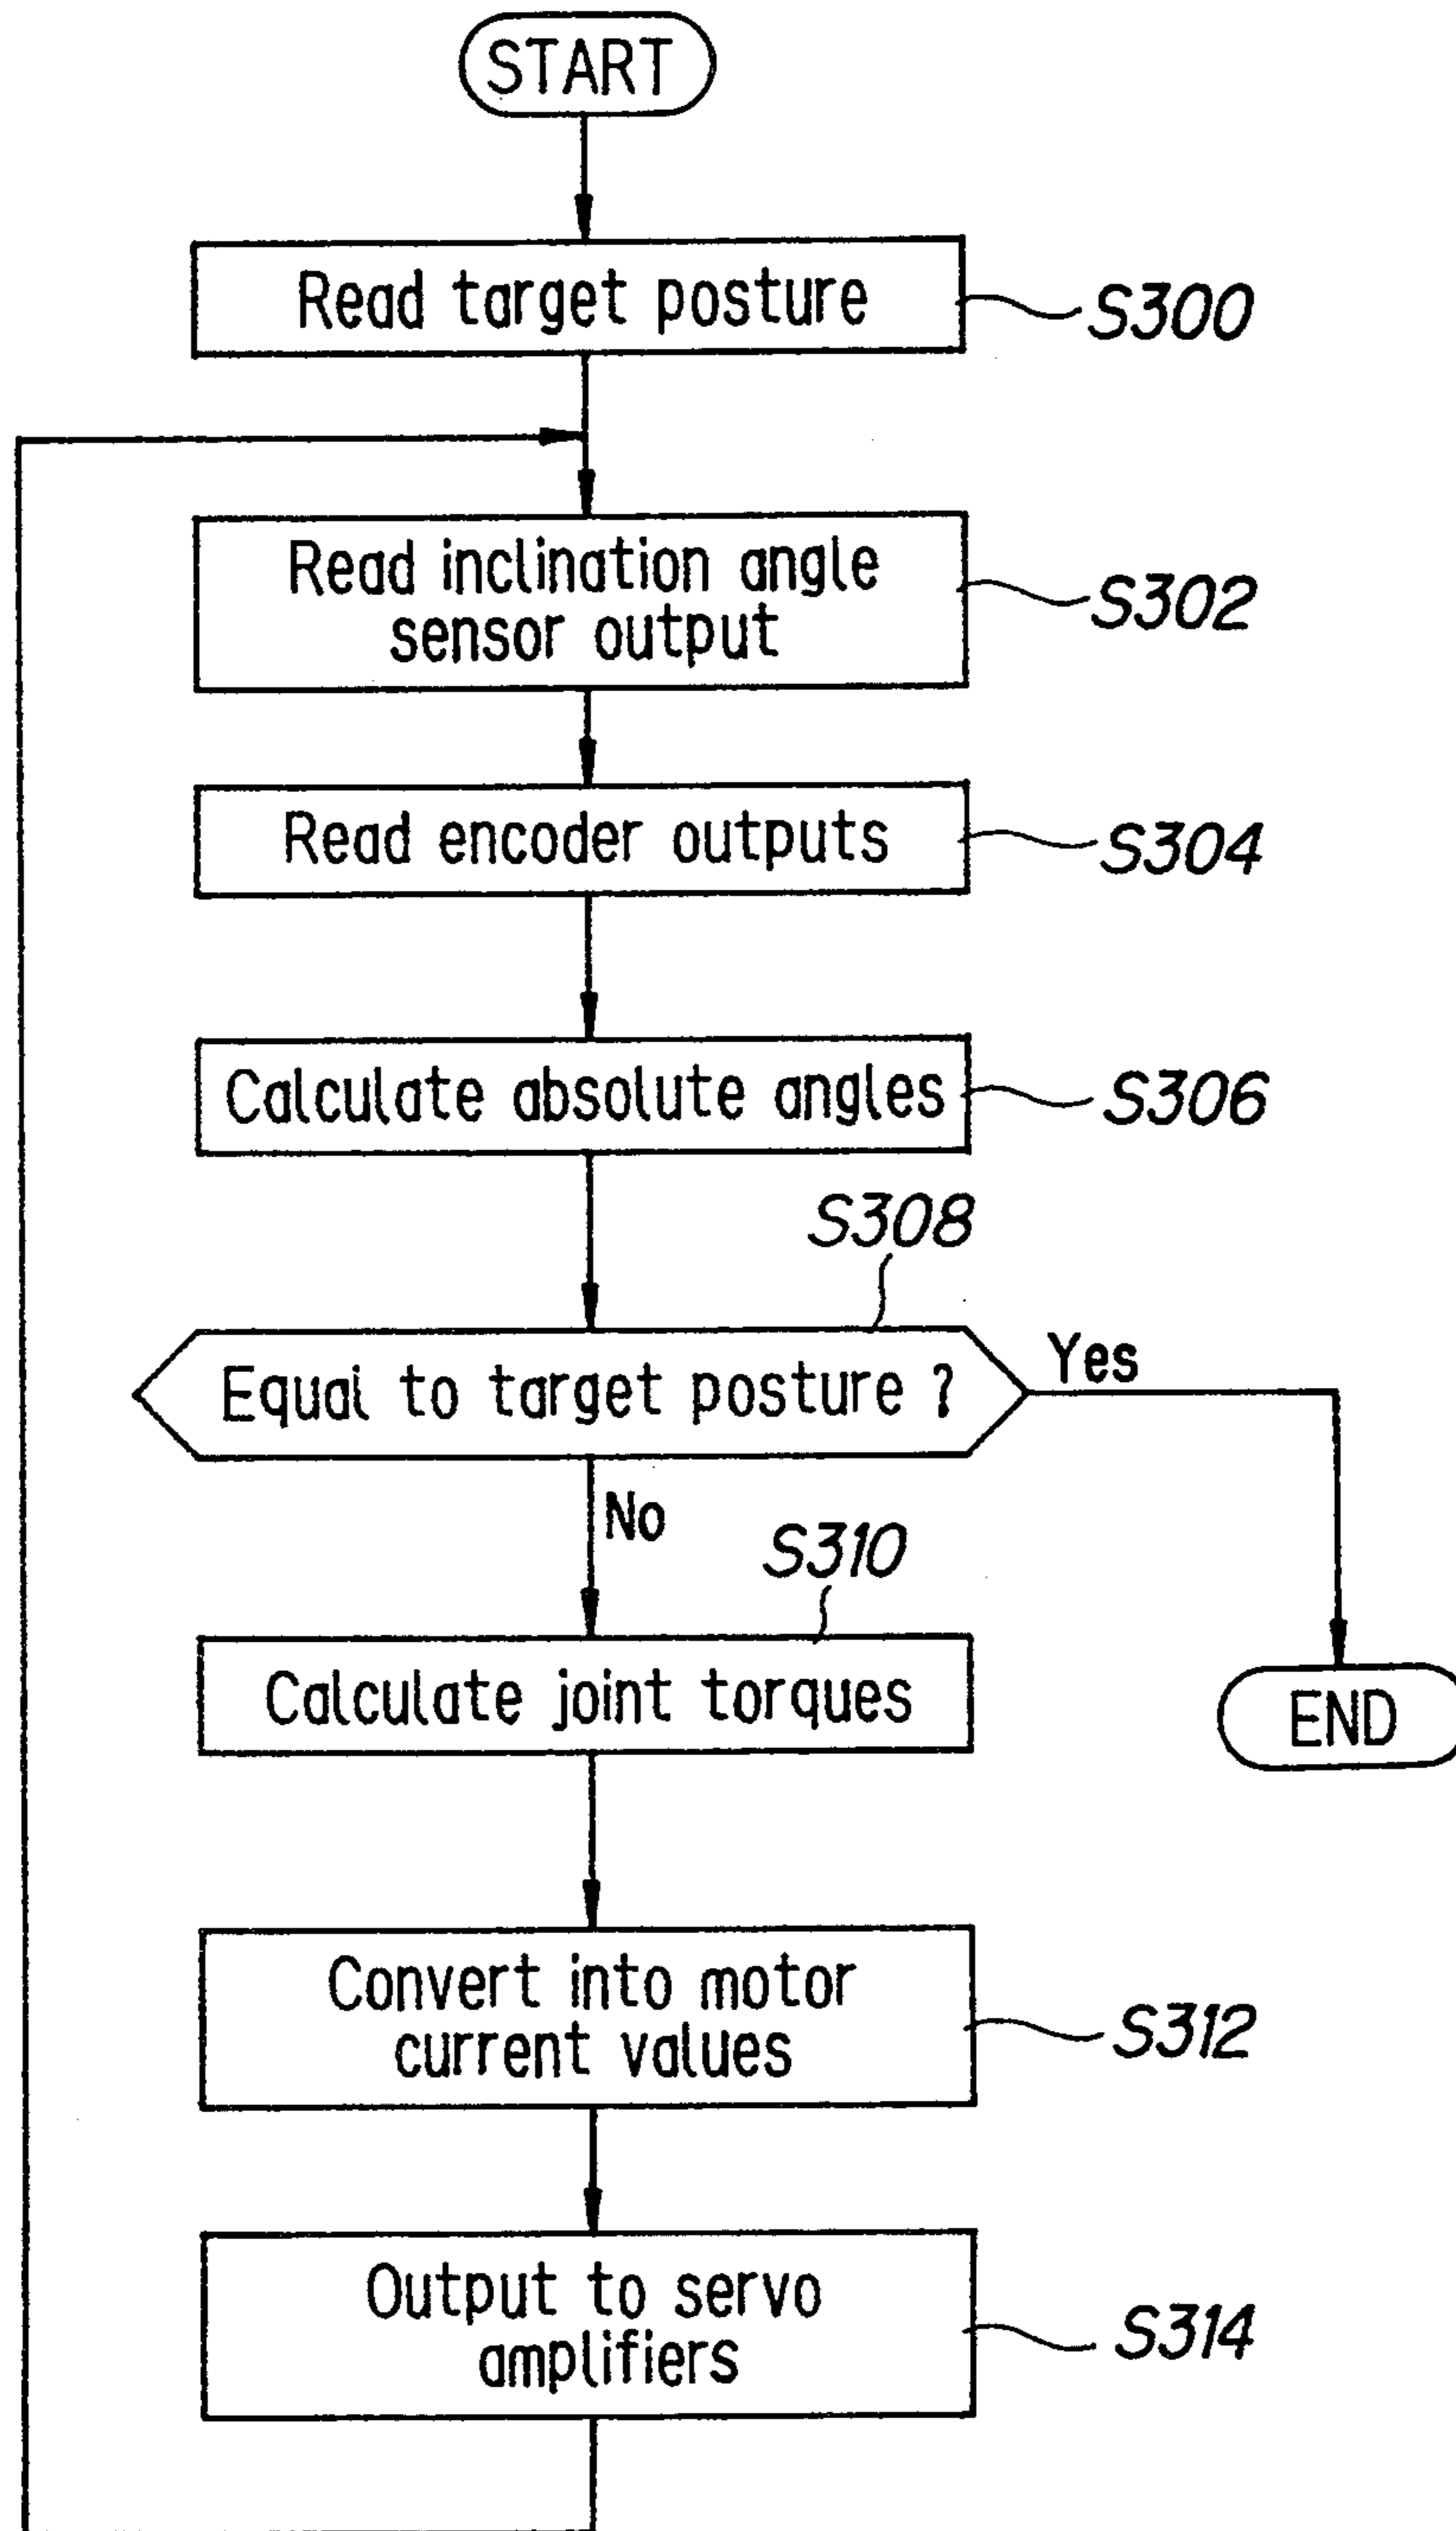 START
Read target posture
S300
Read inclination angle
sensor output
S302
Read encoder outputs
S304
Calculate absolute angles
S306
S308
Equal to target posture ?
Yes
No
S310
Calculate joint torques
END
Convert into motor
current values
S312
Output to servo
amplifiers
S314